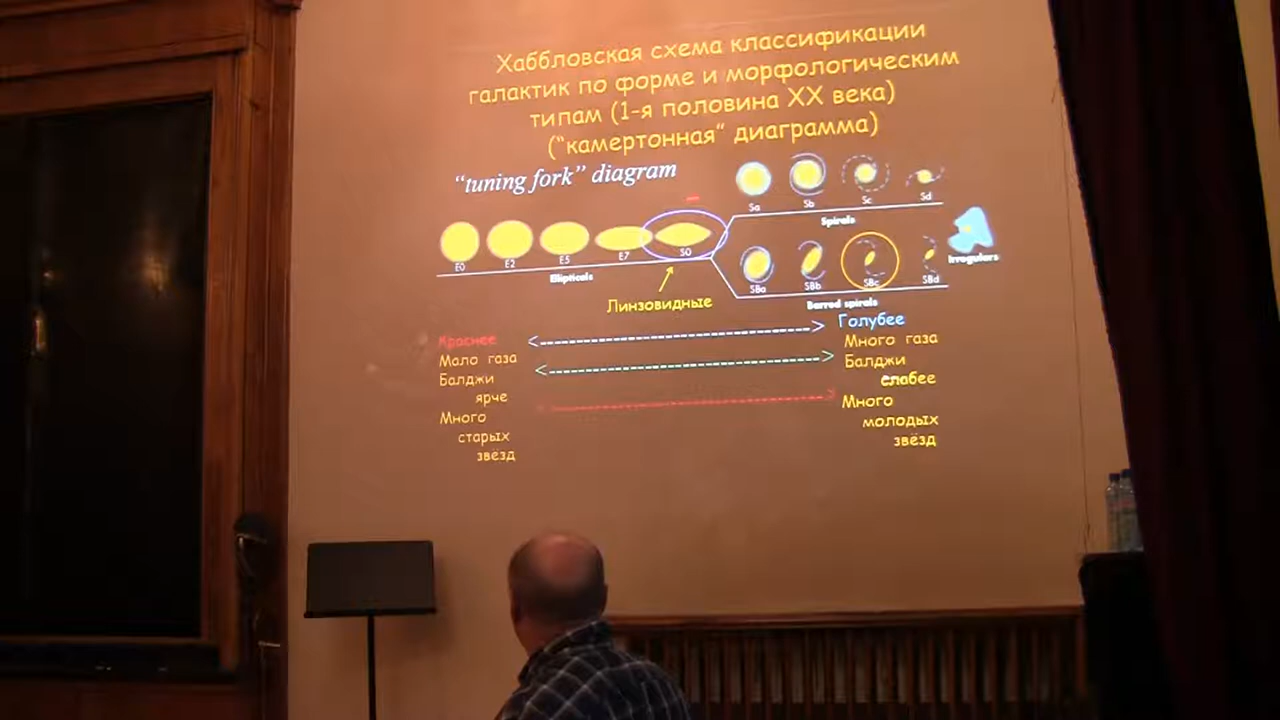 Хаббловская схема классификации
галактик по форме и морфологическим
типам (1-я половина XX века)
("камертонная" диаграмма)
"tuning fork" diagram
Sa Sb Sc Sd
Spirals
E0 E2 E5 E7 S0
Ellipticals
SBa SBb SBc SBd
Barred spirals
Irregulars
Линзовидные
Краснее
Мало газа
Балджи
ярче
Много
старых
звёзд
Голубее
Много газа
Балджи
слабее
Много
молодых
звёзд